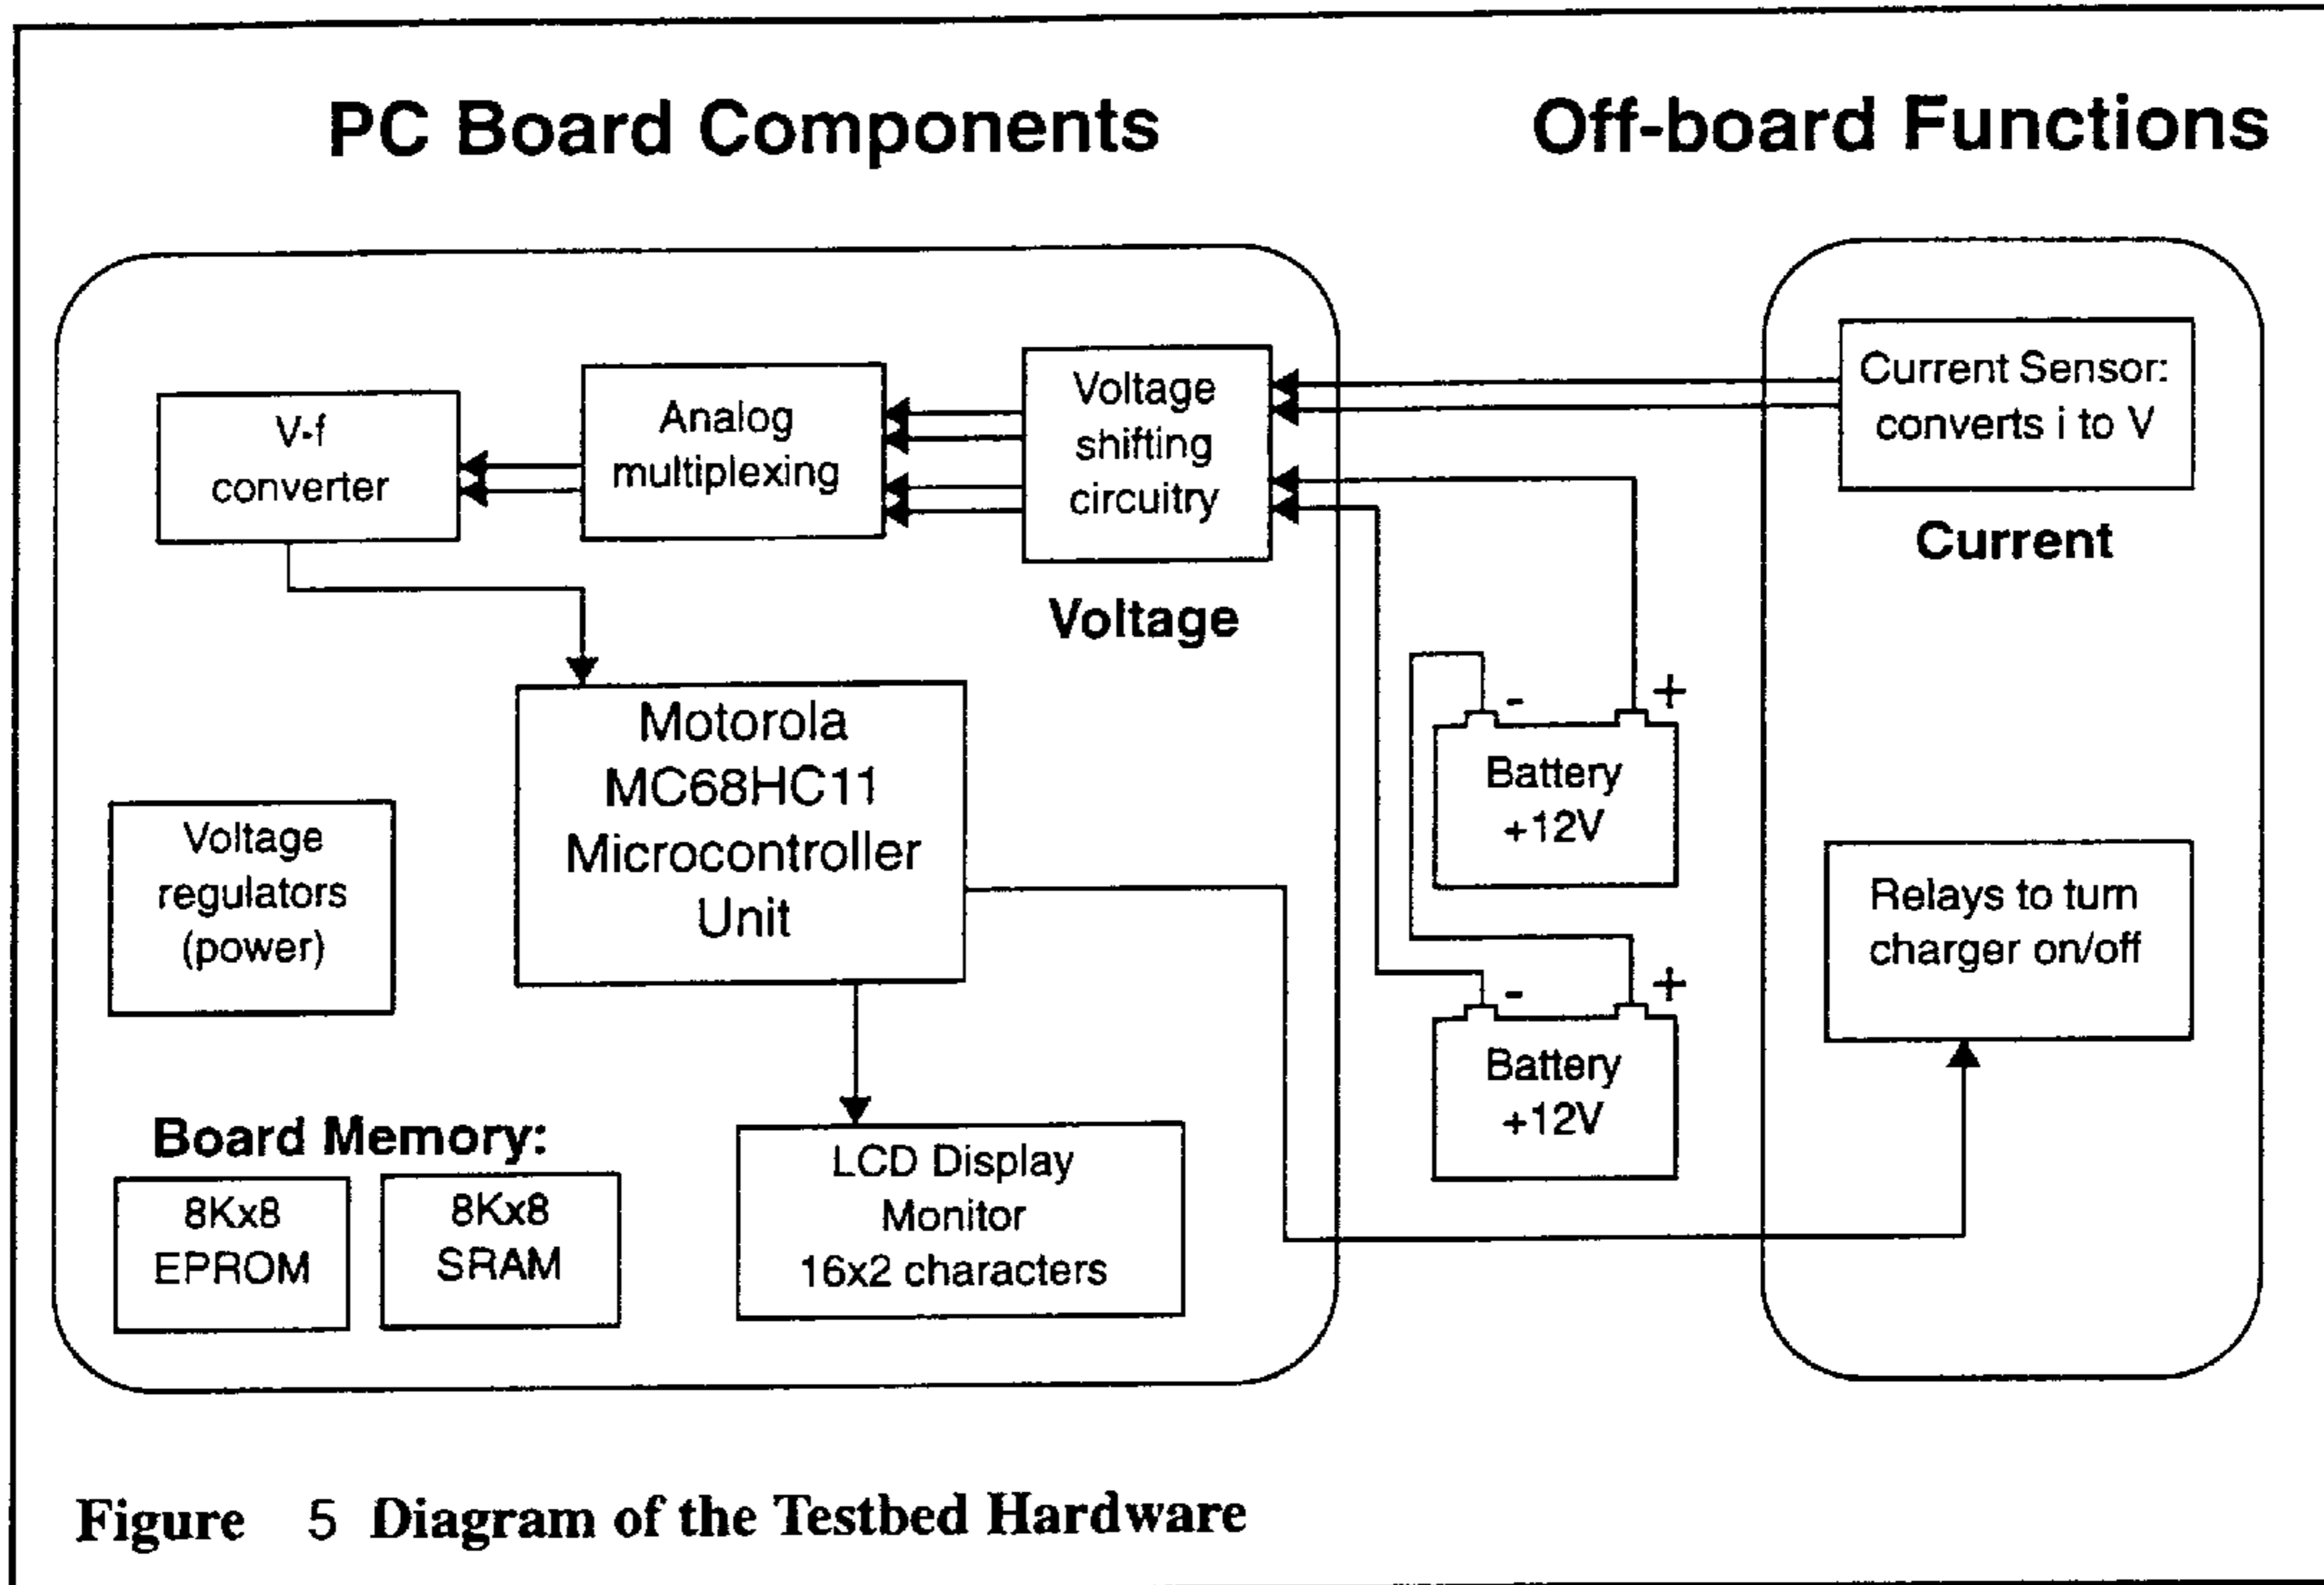 PC Board Components
Off-board Functions
V-f
converter
Analog
multiplexing
Voltage
shifting
circuitry
Voltage
Current Sensor:
converts i to V
Current
Motorola
MC68HC11
Microcontroller
Unit
Voltage
regulators
(power)
- +
Battery
+12V
- +
Battery
+12V
Relays to turn
charger on/off
Board Memory:
8Kx8
EPROM
8Kx8
SRAM
LCD Display
Monitor
16x2 characters
Figure 5 Diagram of the Testbed Hardware